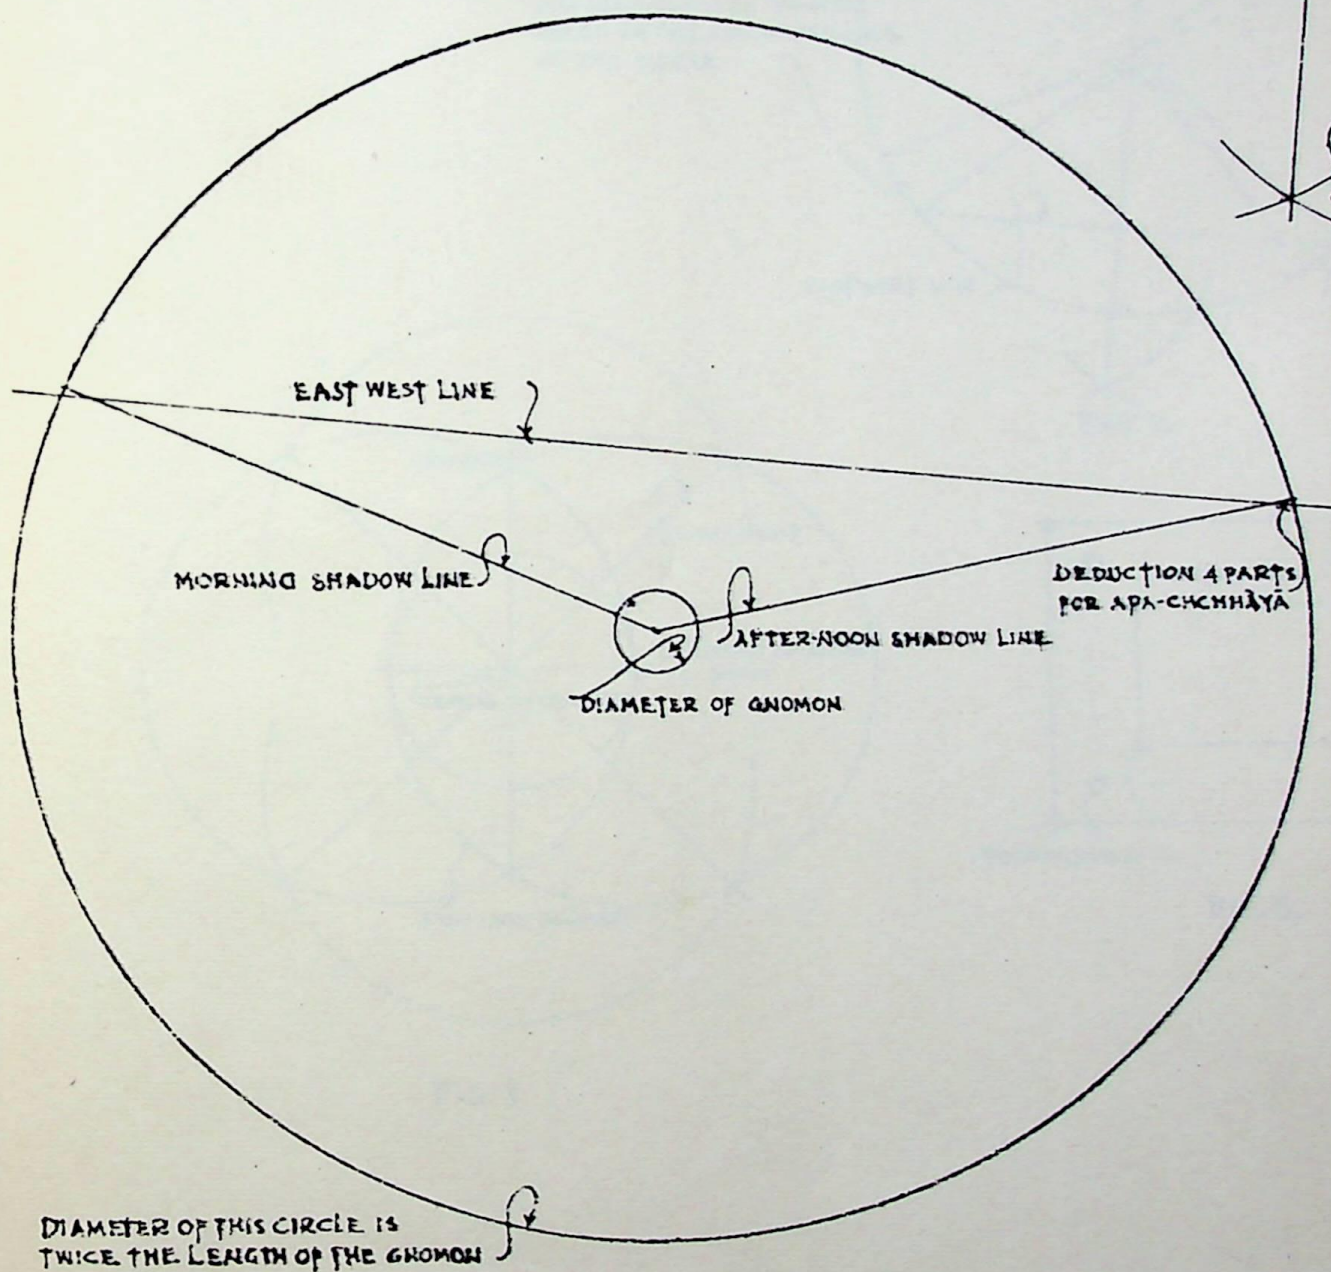 EAST WEST LINE
MORNING SHADOW LINE
DEDUCTION 4 PARTS
FOR APA-CHCHHĀYĀ
AFTER-NOON SHADOW LINE
DIAMETER OF GNOMON
DIAMETER OF THIS CIRCLE IS
TWICE THE LENGTH OF THE GNOMON